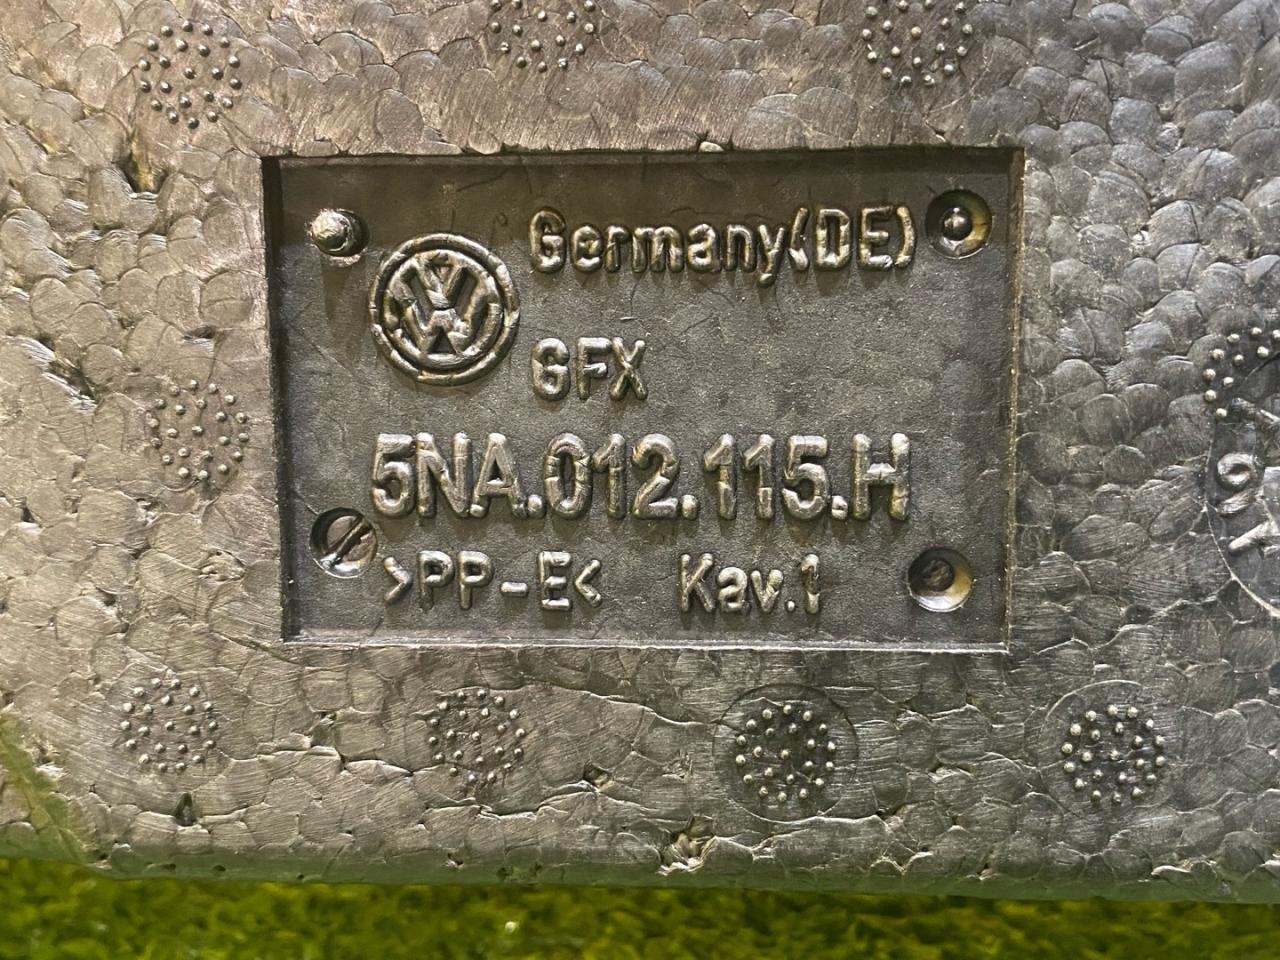 Germany(DE)
GFX
5NA.012.115.H
>PP-E< Kav.1